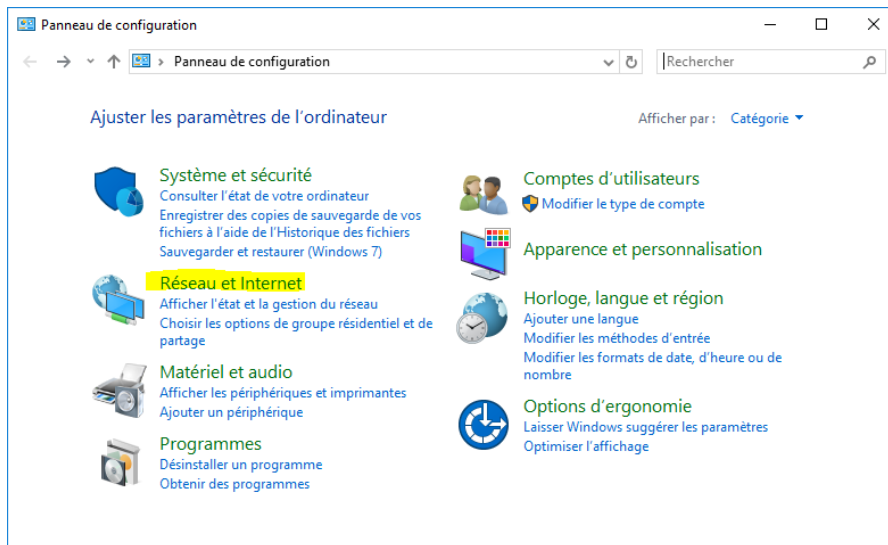 Panneau de configuration
Panneau de configuration
Rechercher
Ajuster les paramètres de l'ordinateur
Afficher par : Catégorie
Système et sécurité
Consulter l'état de votre ordinateur
Enregistrer des copies de sauvegarde de vos
fichiers à l'aide de l'Historique des fichiers
Sauvegarder et restaurer (Windows 7)
Réseau et Internet
Afficher l'état et la gestion du réseau
Choisir les options de groupe résidentiel et de
partage
Matériel et audio
Afficher les périphériques et imprimantes
Ajouter un périphérique
Programmes
Désinstaller un programme
Obtenir des programmes
Comptes d'utilisateurs
Modifier le type de compte
Apparence et personnalisation
Horloge, langue et région
Ajouter une langue
Modifier les méthodes d'entrée
Modifier les formats de date, d'heure ou de
nombre
Options d'ergonomie
Laisser Windows suggérer les paramètres
Optimiser l'affichage